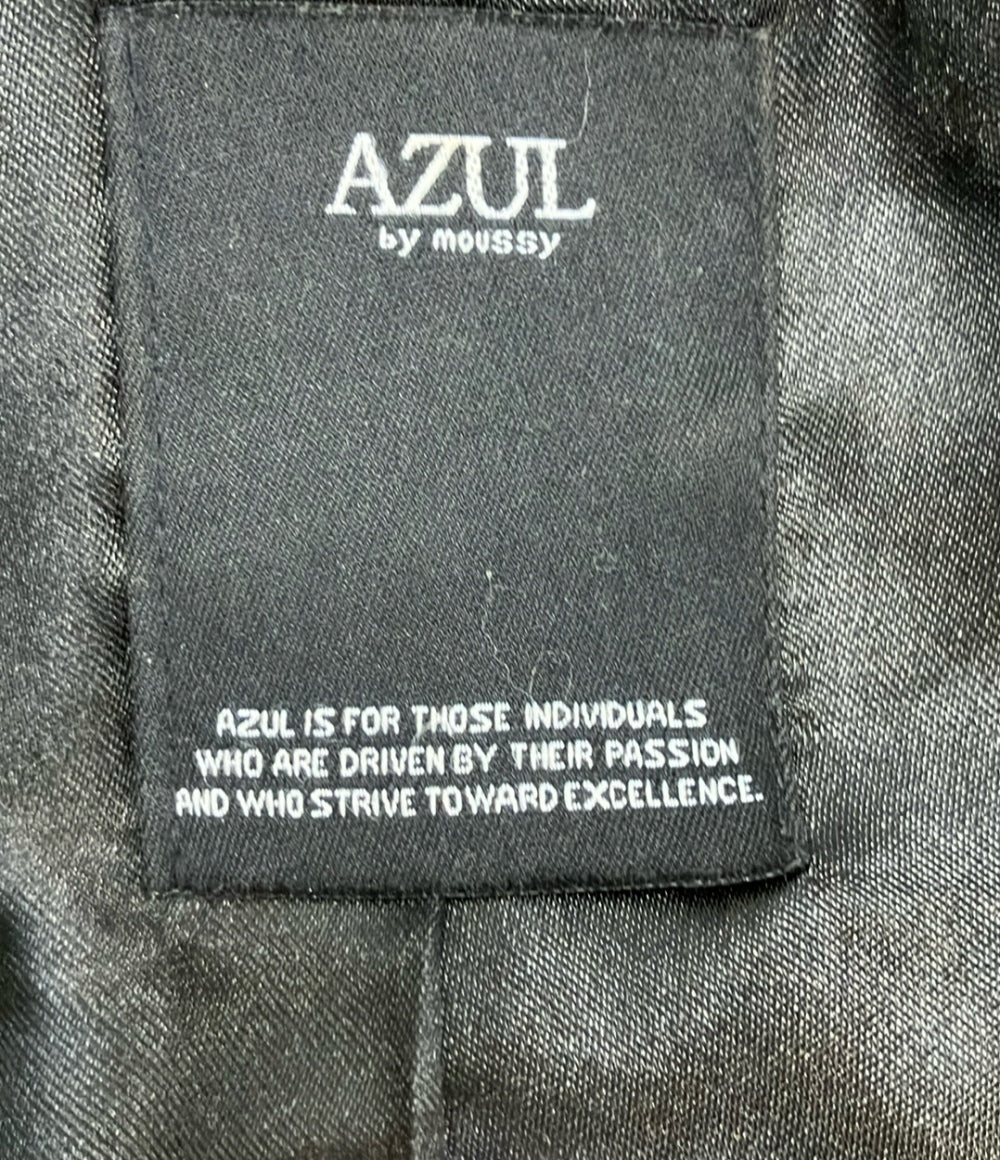 AZUL
by moussy
AZUL IS FOR THOSE INDIVIDUALS
WHO ARE DRIVEN BY THEIR PASSION
AND WHO STRIVE TOWARD EXCELLENCE.